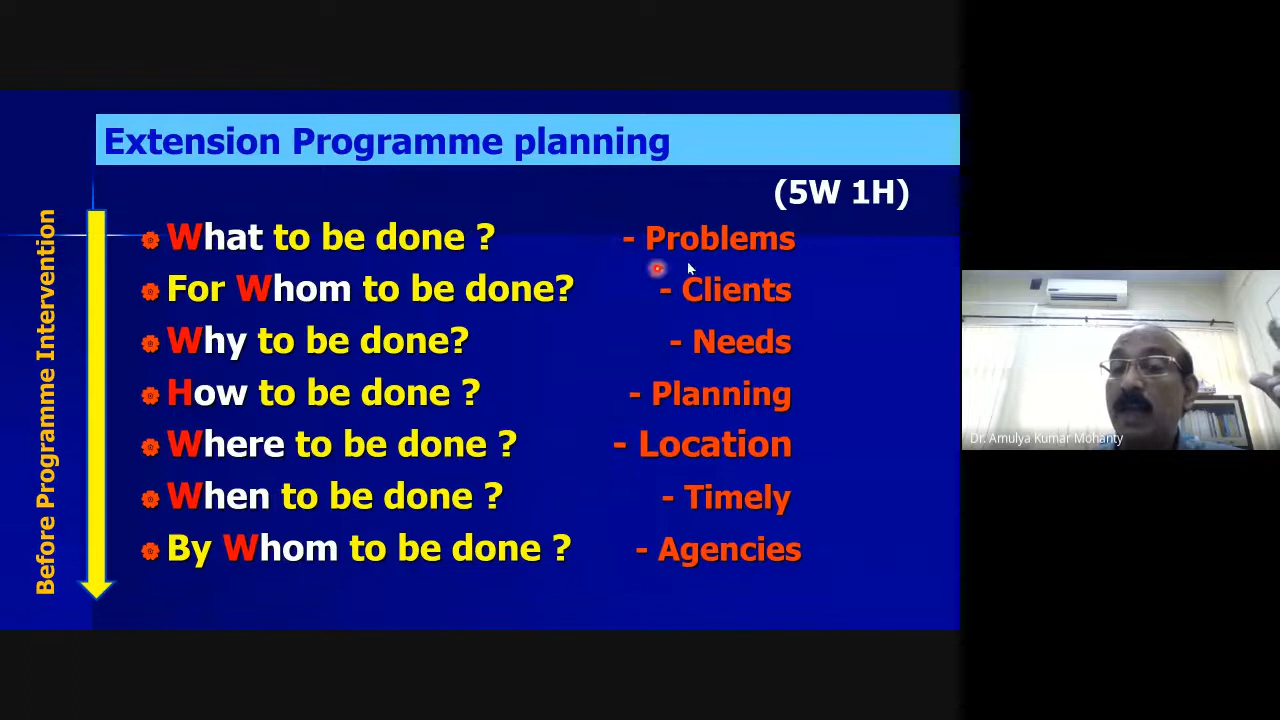 Extension Programme planning
(5W 1H)
Before Programme Intervention
What to be done ? - Problems
For Whom to be done? - Clients
Why to be done? - Needs
How to be done ? - Planning
Where to be done ? - Location
When to be done ? - Timely
By Whom to be done ? - Agencies
Dr. Amulya Kumar Mohanty